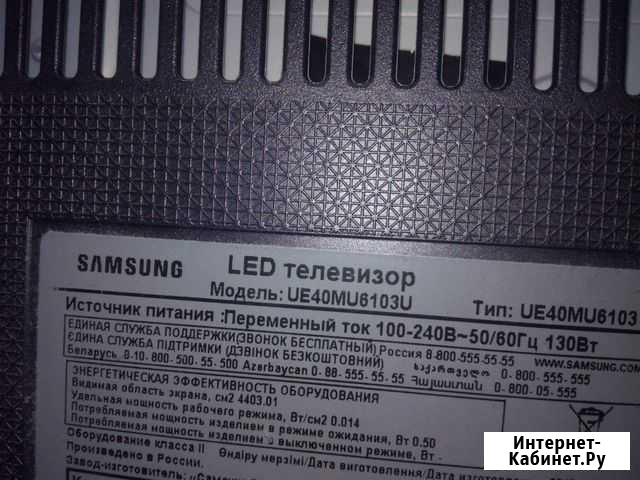 SAMSUNG LED телевизор
Модель: UE40MU6103U Тип: UE40MU6103
Источник питания :Переменный ток 100-240В~50/60Гц 130Вт
ЕДИНАЯ СЛУЖБА ПОДДЕРЖКИ(ЗВОНОК БЕСПЛАТНЫЙ) Россия 8-800-555-55-55 WWW.SAMSUNG.COM
ЄДИНА СЛУЖБА ПІДТРИМКИ (ДЗВІНОК БЕЗКОШТОВНИЙ) საქართველო 0-800-555-555
Беларусь 8-10-800-500-55-500 Azerbaycan 0-88-555-55-55 Հայաստան 0-800-05-555
ЭНЕРГЕТИЧЕСКАЯ ЭФФЕКТИВНОСТЬ ОБОРУДОВАНИЯ
Видимая область экрана, см2 4403.01
Удельная мощность рабочего режима, Вт/см2 0.014
Потребляемая мощность изделием в режиме ожидания, Вт 0.50
Потребляемая мощность изделием в выключенном режиме, Вт
Оборудование класса II Өндіру мерзімі/Дата изготовления/Дата
Произведено в России.
Завод-изготовитель:
Интернет-
Кабинет.Ру